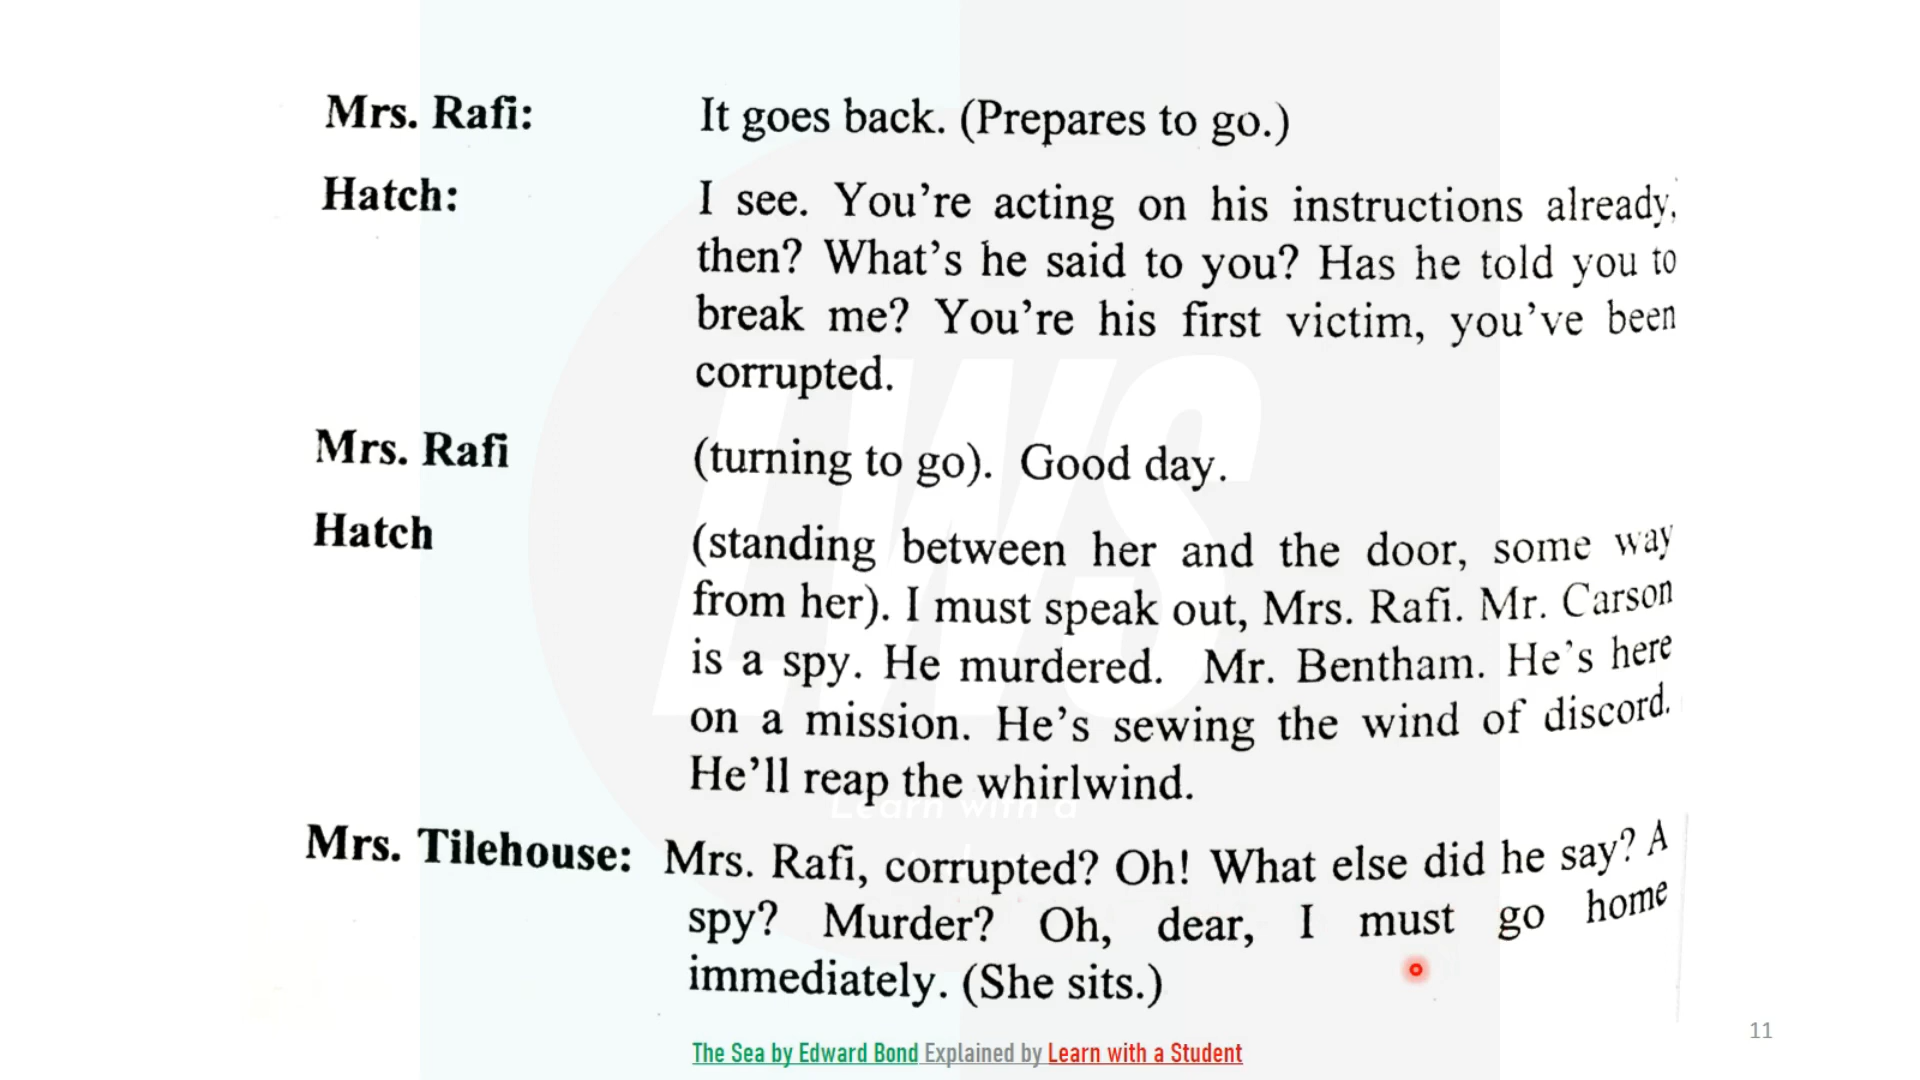 Mrs. Rafi: It goes back. (Prepares to go.)
Hatch: I see. You're acting on his instructions already,
then? What's he said to you? Has he told you to
break me? You're his first victim, you've been
corrupted.
Mrs. Rafi (turning to go). Good day.
Hatch (standing between her and the door, some way
from her). I must speak out, Mrs. Rafi. Mr. Carson
is a spy. He murdered. Mr. Bentham. He's here
on a mission. He's sewing the wind of discord.
He'll reap the whirlwind.
Mrs. Tilehouse: Mrs. Rafi, corrupted? Oh! What else did he say? A
spy? Murder? Oh, dear, I must go home
immediately. (She sits.)
LWS
Learn with a
The Sea by Edward Bond Explained by Learn with a Student
11